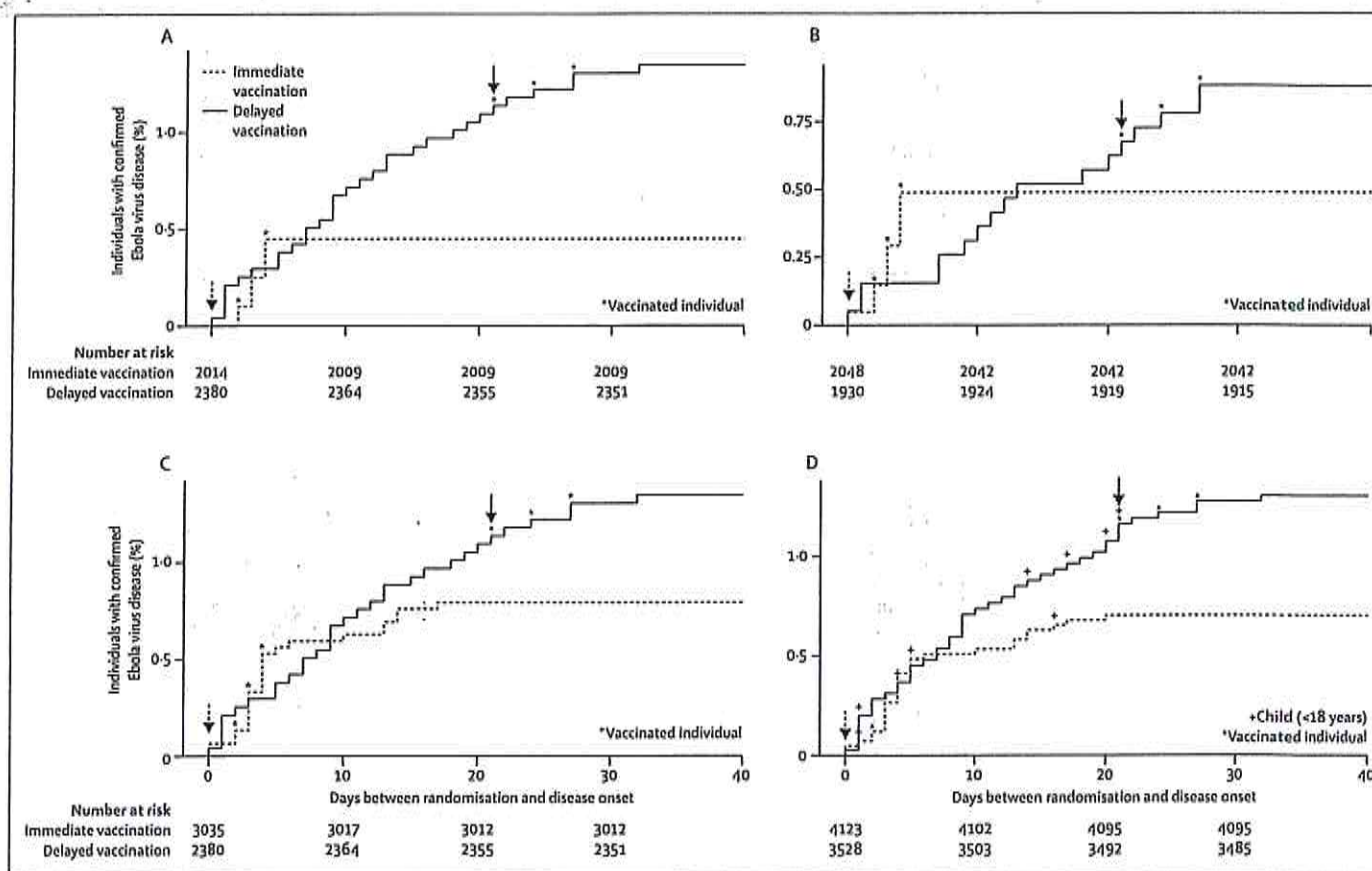 A
Immediate
vaccination
Delayed
vaccination
Individuals with confirmed
Ebola virus disease (%)
1·0
0·5
0
*Vaccinated individual
Number at risk
Immediate vaccination 2014 2009 2009 2009
Delayed vaccination 2380 2364 2355 2351
B
0·75
0·50
0·25
0
*Vaccinated individual
2048 2042 2042 2042
1930 1924 1919 1915
C
Individuals with confirmed
Ebola virus disease (%)
1·0
0·5
0
*Vaccinated individual
0 10 20 30 40
Days between randomisation and disease onset
Number at risk
Immediate vaccination 3035 3017 3012 3012
Delayed vaccination 2380 2364 2355 2351
D
1·0
0·5
0
+Child (<18 years)
*Vaccinated individual
0 10 20 30 40
Days between randomisation and disease onset
4123 4102 4095 4095
3528 3503 3492 3485